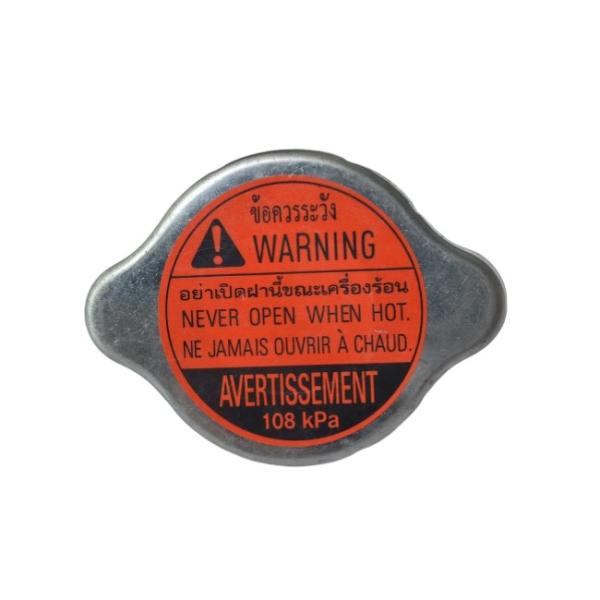 ข้อควรระวัง
WARNING
อย่าเปิดฝานี้ขณะเครื่องร้อน
NEVER OPEN WHEN HOT.
NE JAMAIS OUVRIR À CHAUD.
AVERTISSEMENT
108 kPa